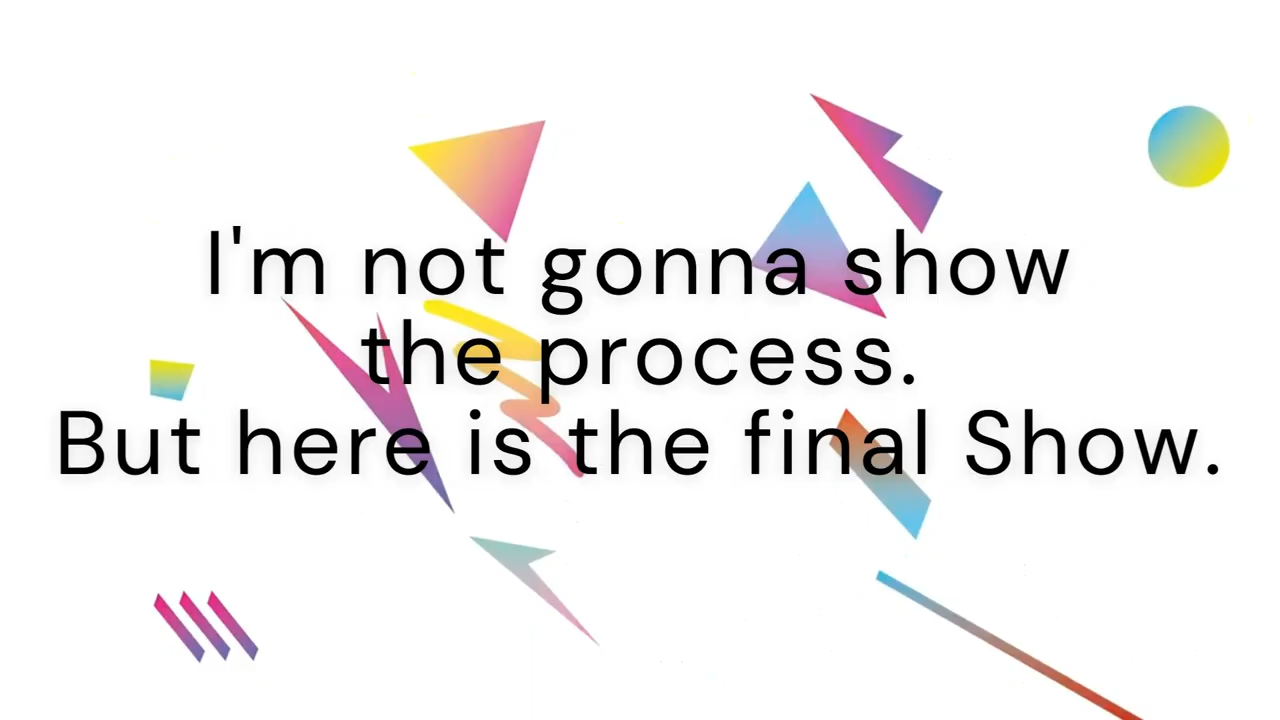 I'm not gonna show
the process.
But here is the final Show.